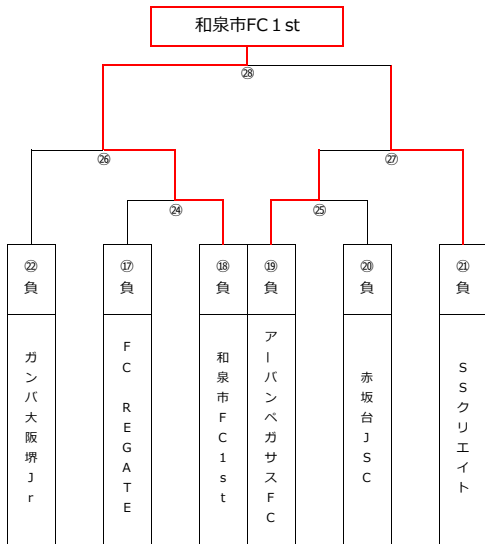 和泉市FC１st
㉘
㉖
㉗
㉔
㉕
㉒
負
⑰
負
⑱
負
⑲
負
⑳
負
㉑
負
ガンバ大阪堺Jr
FC REGATE
和泉市FC1st
アーバンペガサスFC
赤坂台JSC
SSクリエイト